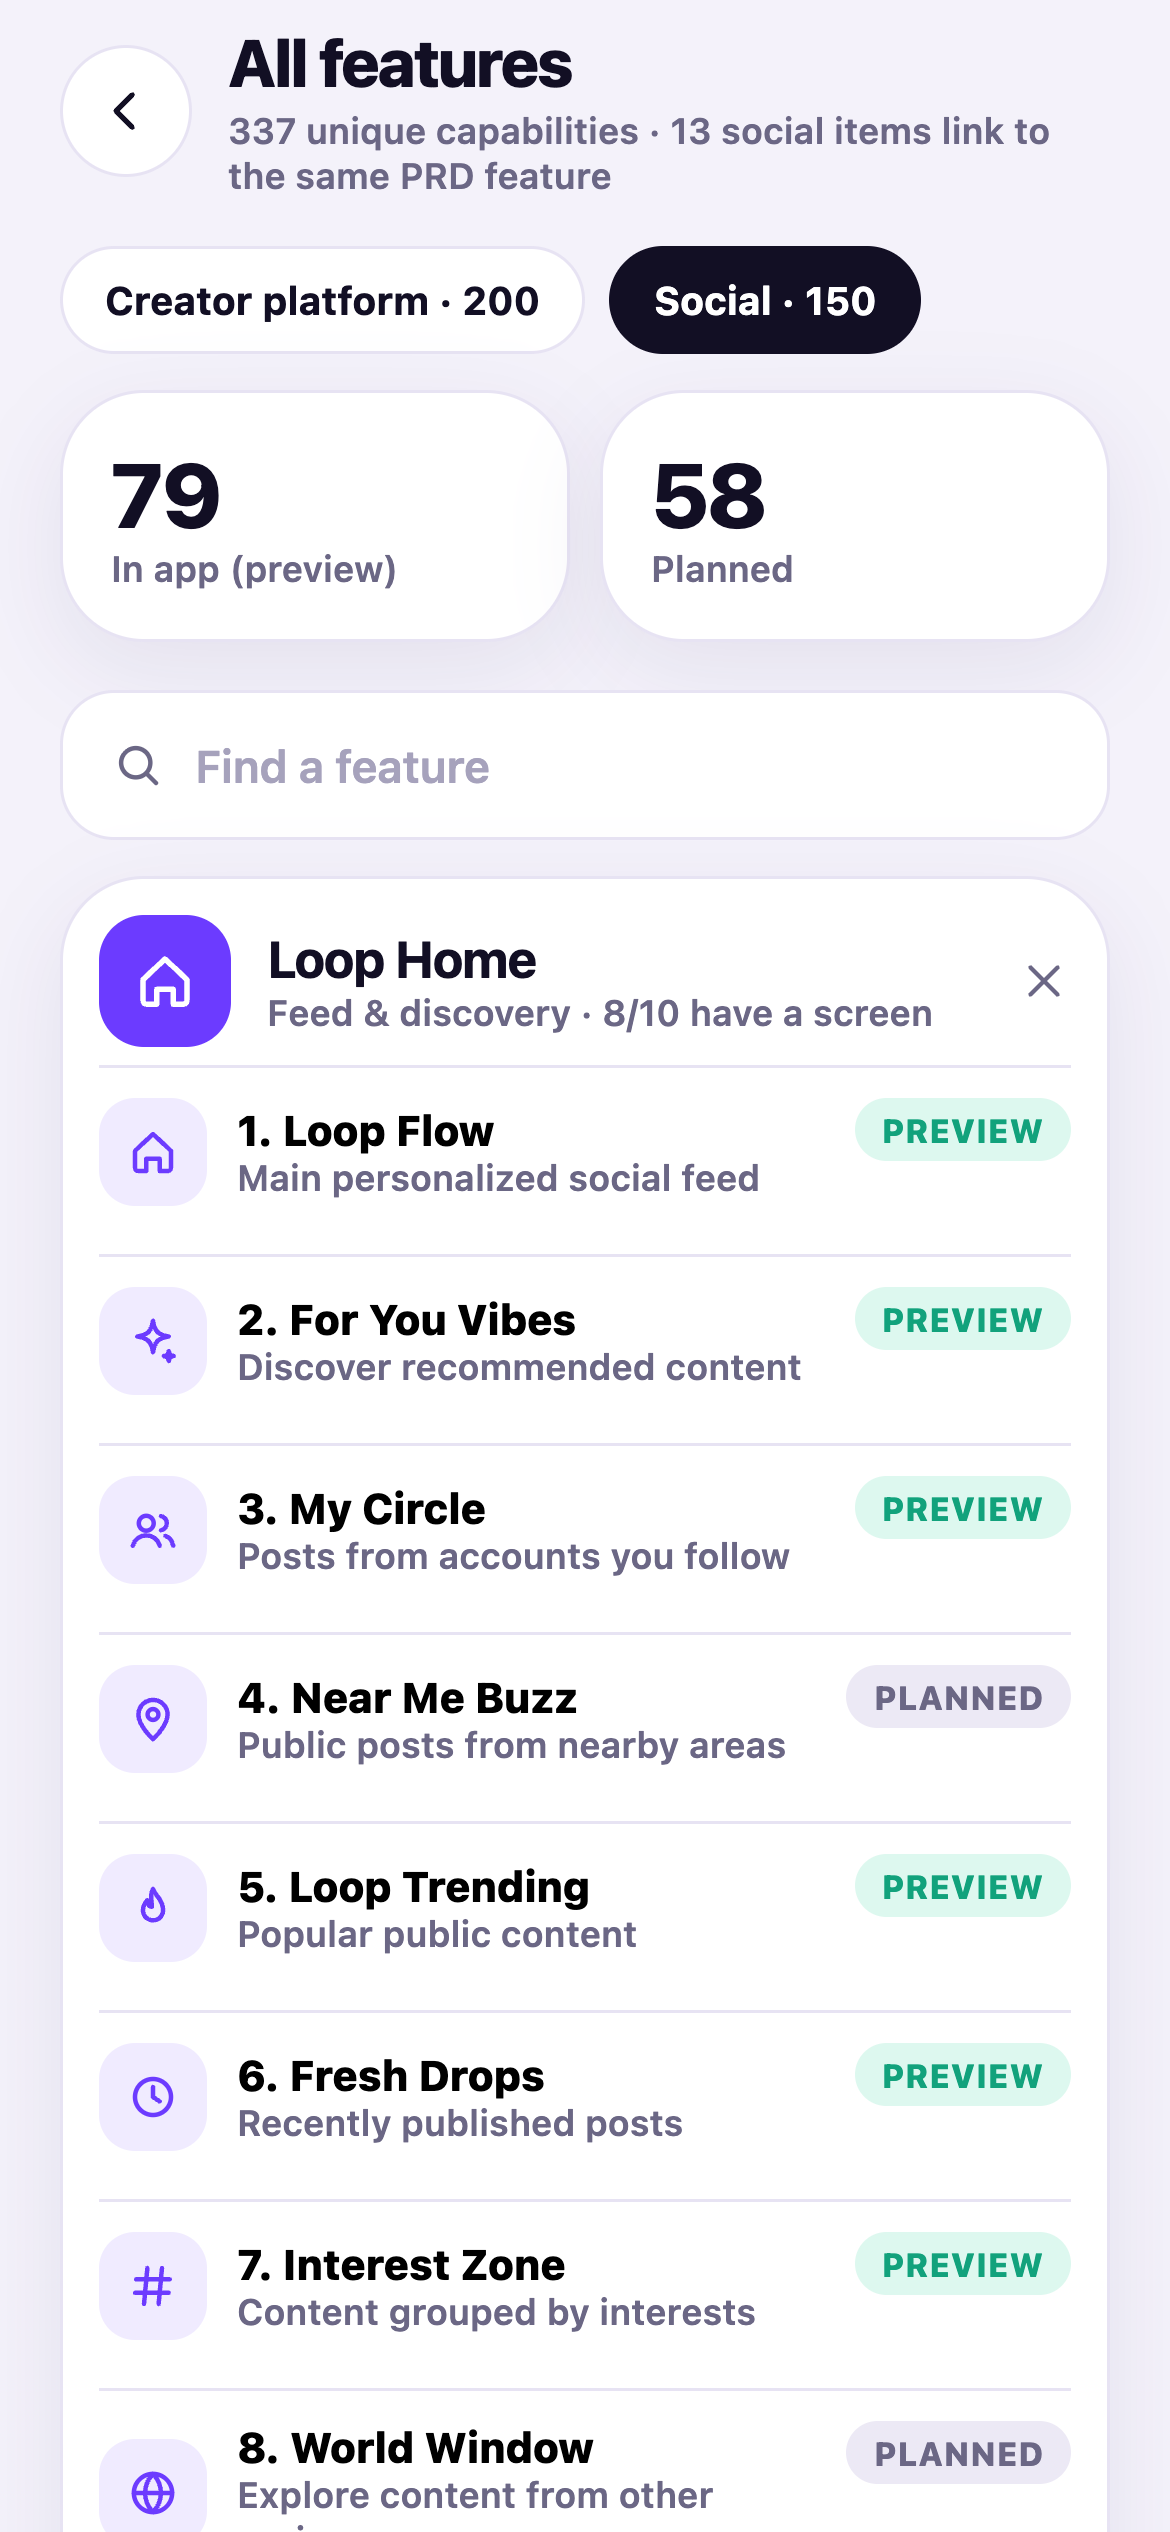 All features
337 unique capabilities · 13 social items link to
the same PRD feature
Creator platform · 200
Social · 150
79
In app (preview)
58
Planned
Find a feature
Loop Home
Feed & discovery · 8/10 have a screen
1. Loop Flow
PREVIEW
Main personalized social feed
2. For You Vibes
PREVIEW
Discover recommended content
3. My Circle
PREVIEW
Posts from accounts you follow
4. Near Me Buzz
PLANNED
Public posts from nearby areas
5. Loop Trending
PREVIEW
Popular public content
6. Fresh Drops
PREVIEW
Recently published posts
7. Interest Zone
PREVIEW
Content grouped by interests
8. World Window
PLANNED
Explore content from other